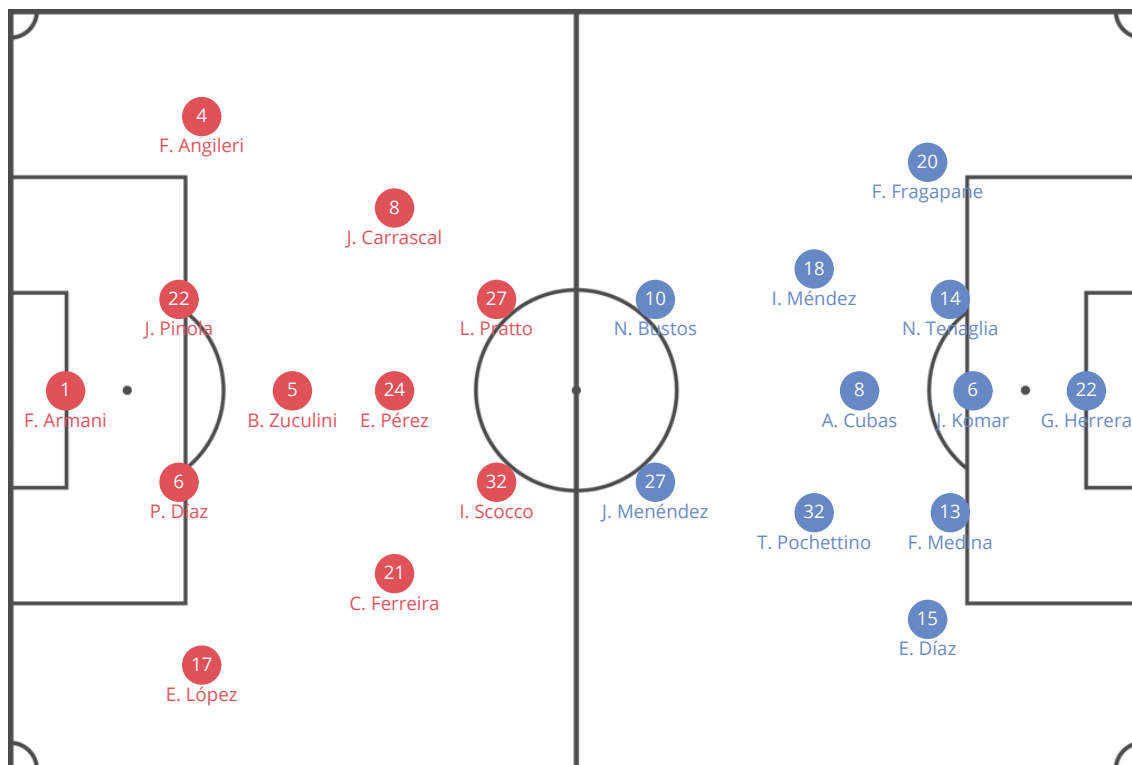 4
F. Angileri
20
F. Fragapane
8
J. Carrascal
18
I. Méndez
22
J. Pinola
27
L. Pratto
10
N. Bustos
14
N. Tenaglia
1
F. Armani
5
B. Zuculini
24
E. Pérez
8
A. Cubas
6
J. Komar
22
G. Herrera
6
P. Díaz
32
I. Scocco
27
J. Menéndez
32
T. Pochettino
13
F. Medina
21
C. Ferreira
15
E. Díaz
17
E. López